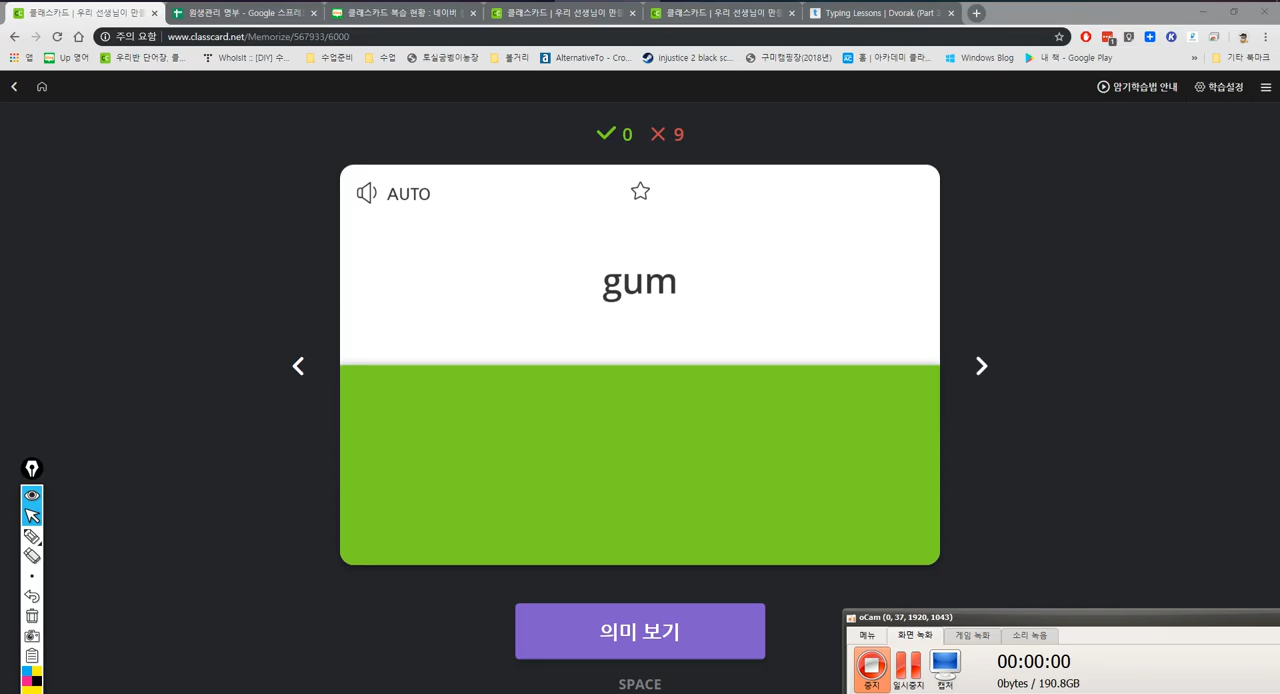 클래스카드 | 우리 선생님이 만든
원생관리 명부 - Google 스프레
클래스카드 복습 현황 : 네이버
클래스카드 | 우리 선생님이 만든
클래스카드 | 우리 선생님이 만든
Typing Lessons | Dvorak (Part 3
주의 요함
www.classcard.net/Memorize/567933/6000
앱
Up 영어
우리반 단어장, 클...
WhoIsIt (DIV) 수...
수업준비
수업
토실굼벵이농장
볼거리
AlternativeTo - Cro...
injustice 2 black sc...
구미캠핑장(2018년)
홈 | 아카데미 클라...
Windows Blog
내 책 - Google Play
»
기타 북마크
암기학습법 안내
학습설정
0 9
AUTO
gum
의미 보기
SPACE
oCam (0, 37, 1920, 1043)
메뉴 화면 녹화 게임 녹화 소리 녹음
00:00:00
중지 일시중지 캡처
0bytes / 190.8GB